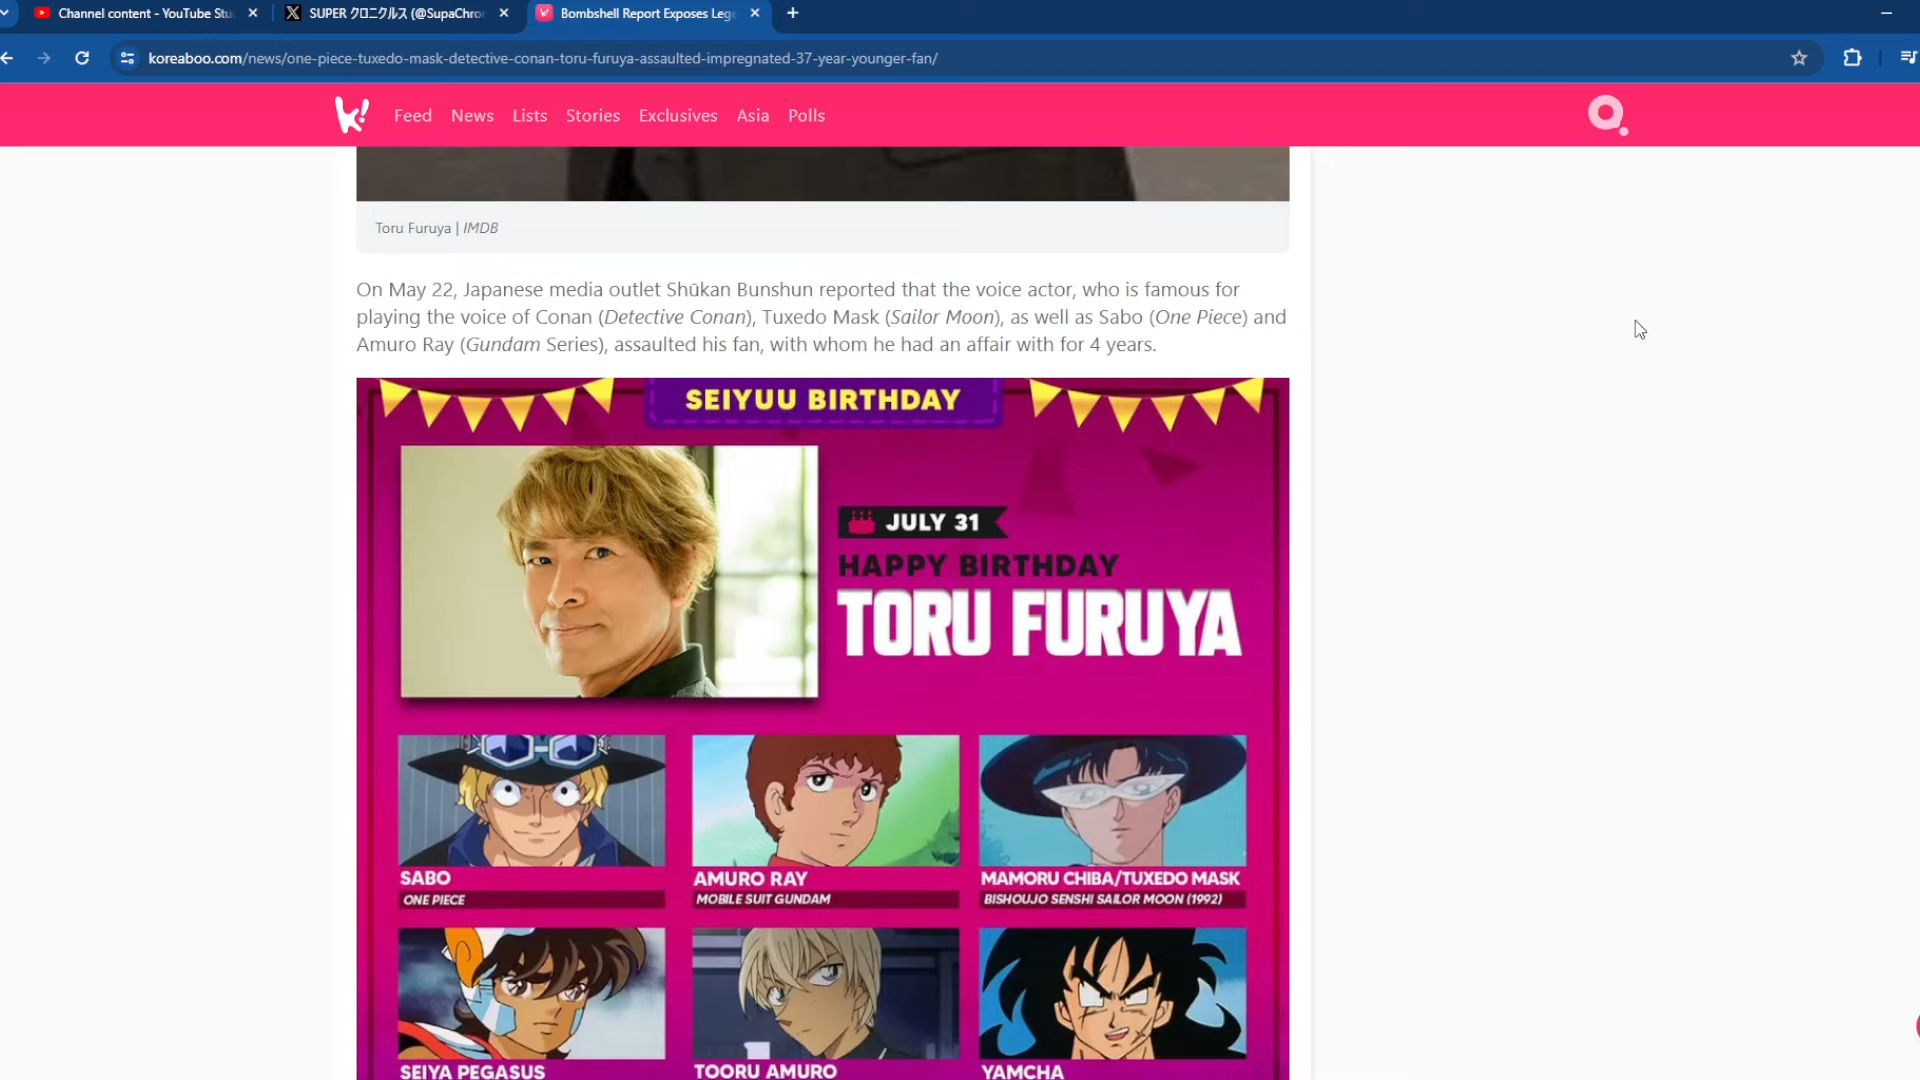 Channel content - YouTube Stu
SUPER クロニクルス (@SupaChron
Bombshell Report Exposes Lege
koreaboo.com/news/one-piece-tuxedo-mask-detective-conan-toru-furuya-assaulted-impregnated-37-year-younger-fan/
k!
Feed News Lists Stories Exclusives Asia Polls
Toru Furuya | IMDB
On May 22, Japanese media outlet Shūkan Bunshun reported that the voice actor, who is famous for
playing the voice of Conan (Detective Conan), Tuxedo Mask (Sailor Moon), as well as Sabo (One Piece) and
Amuro Ray (Gundam Series), assaulted his fan, with whom he had an affair with for 4 years.
SEIYUU BIRTHDAY
JULY 31
HAPPY BIRTHDAY
TORU FURUYA
SABO
ONE PIECE
AMURO RAY
MOBILE SUIT GUNDAM
MAMORU CHIBA/TUXEDO MASK
BISHOUJO SENSHI SAILOR MOON (1992)
SEIYA PEGASUS
TOORU AMURO
YAMCHA